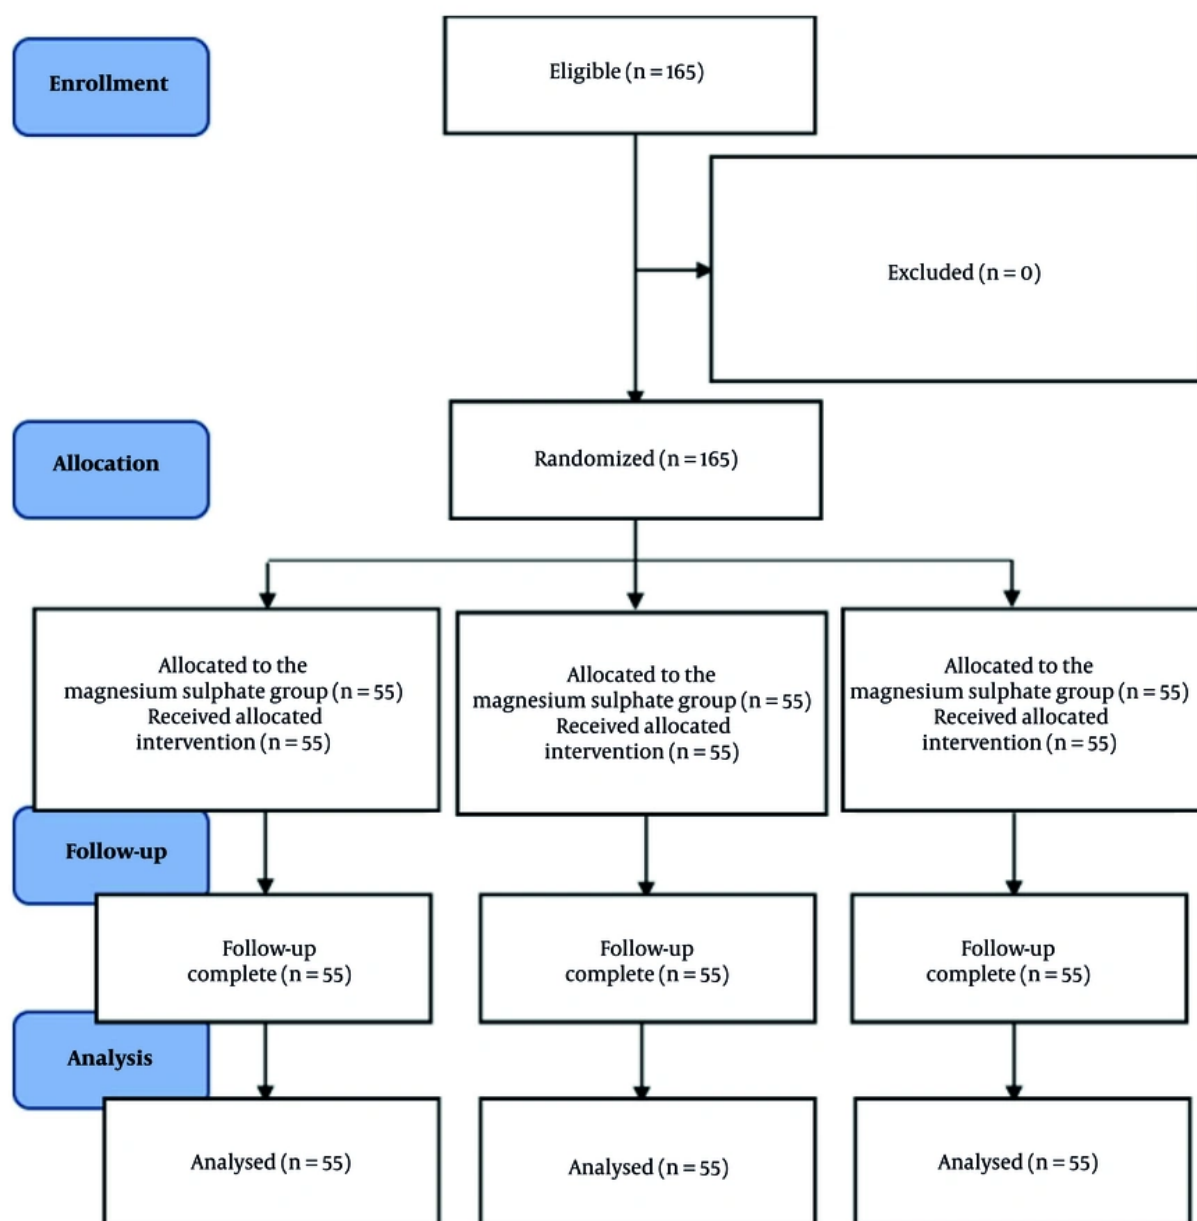 Enrollment
Eligible (n = 165)
Excluded (n = 0)
Allocation
Randomized (n = 165)
Allocated to the
magnesium sulphate group (n = 55)
Received allocated
intervention (n = 55)
Allocated to the
magnesium sulphate group (n = 55)
Received allocated
intervention (n = 55)
Allocated to the
magnesium sulphate group (n = 55)
Received allocated
intervention (n = 55)
Follow-up
Follow-up
complete (n = 55)
Follow-up
complete (n = 55)
Follow-up
complete (n = 55)
Analysis
Analysed (n = 55)
Analysed (n = 55)
Analysed (n = 55)